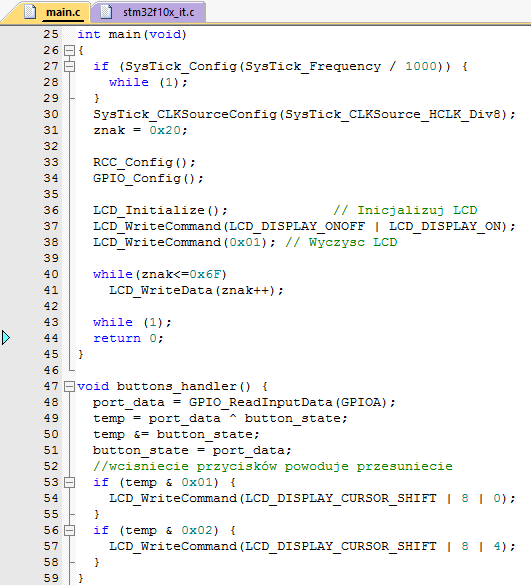 main.c stm32f10x_it.c
25 int main(void)
26 {
27 if (SysTick_Config(SysTick_Frequency / 1000)) {
28 while (1);
29 }
30 SysTick_CLKSourceConfig(SysTick_CLKSource_HCLK_Div8);
31 znak = 0x20;
32
33 RCC_Config();
34 GPIO_Config();
35
36 LCD_Initialize(); // Inicjalizuj LCD
37 LCD_WriteCommand(LCD_DISPLAY_ONOFF | LCD_DISPLAY_ON);
38 LCD_WriteCommand(0x01); // Wyczysc LCD
39
40 while(znak<=0x6F)
41 LCD_WriteData(znak++);
42
43 while (1);
44 return 0;
45 }
46
47 void buttons_handler() {
48 port_data = GPIO_ReadInputData(GPIOA);
49 temp = port_data ^ button_state;
50 temp &= button_state;
51 button_state = port_data;
52 //wcisniecie przycisków powoduje przesuniecie
53 if (temp & 0x01) {
54 LCD_WriteCommand(LCD_DISPLAY_CURSOR_SHIFT | 8 | 0);
55 }
56 if (temp & 0x02) {
57 LCD_WriteCommand(LCD_DISPLAY_CURSOR_SHIFT | 8 | 4);
58 }
59 }